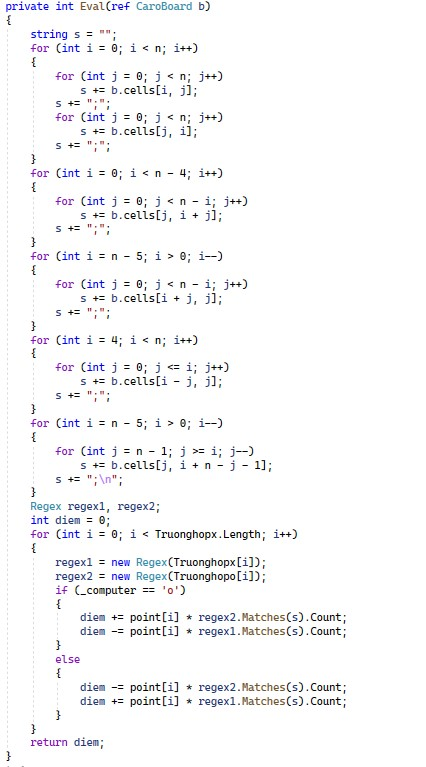 private int Eval(ref CaroBoard b)
{
    string s = "";
    for (int i = 0; i < n; i++)
    {
        for (int j = 0; j < n; j++)
            s += b.cells[i, j];
        s += ";";
        for (int j = 0; j < n; j++)
            s += b.cells[j, i];
        s += ";";
    }
    for (int i = 0; i < n - 4; i++)
    {
        for (int j = 0; j < n - i; j++)
            s += b.cells[j, i + j];
        s += ";";
    }
    for (int i = n - 5; i > 0; i--)
    {
        for (int j = 0; j < n - i; j++)
            s += b.cells[i + j, j];
        s += ";";
    }
    for (int i = 4; i < n; i++)
    {
        for (int j = 0; j <= i; j++)
            s += b.cells[i - j, j];
        s += ";";
    }
    for (int i = n - 5; i > 0; i--)
    {
        for (int j = n - 1; j >= i; j--)
            s += b.cells[j, i + n - j - 1];
        s += ";\n";
    }
    Regex regex1, regex2;
    int diem = 0;
    for (int i = 0; i < Truonghopx.Length; i++)
    {
        regex1 = new Regex(Truonghopx[i]);
        regex2 = new Regex(Truonghopo[i]);
        if (_computer == 'o')
        {
            diem += point[i] * regex2.Matches(s).Count;
            diem -= point[i] * regex1.Matches(s).Count;
        }
        else
        {
            diem -= point[i] * regex2.Matches(s).Count;
            diem += point[i] * regex1.Matches(s).Count;
        }
    }
    return diem;
}